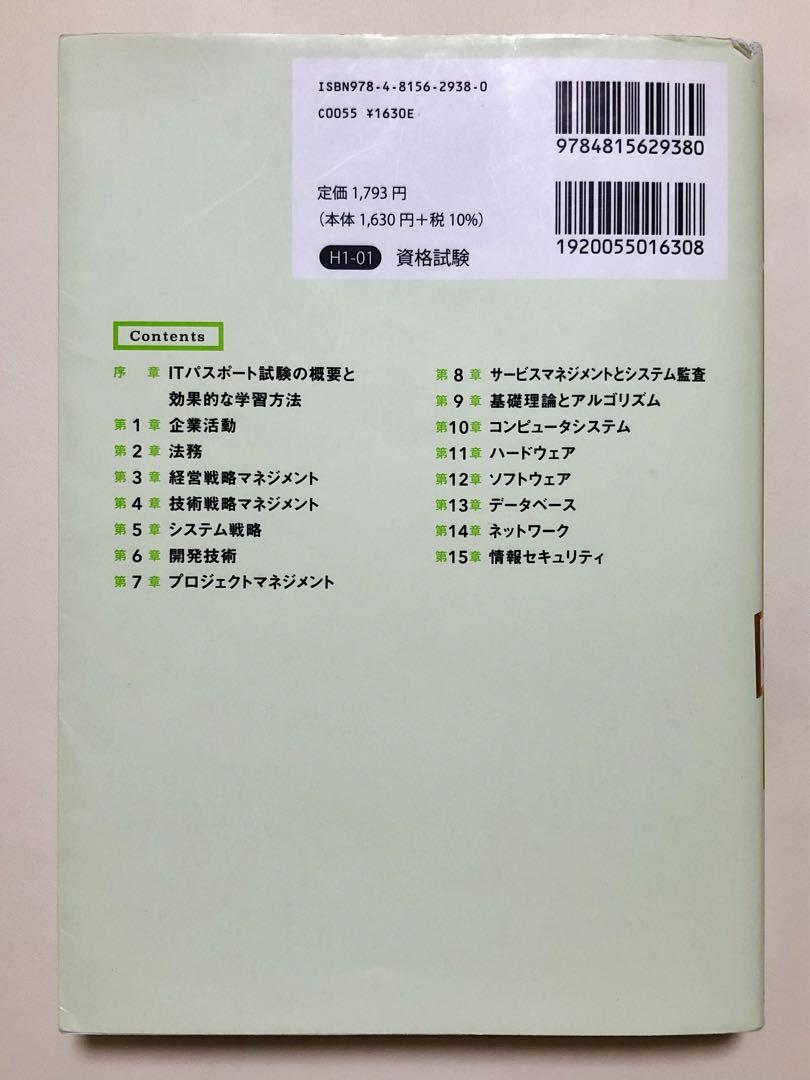 ISBN978-4-8156-2938-0
C0055 ¥1630E
9784815629380
定価 1,793 円
(本体 1,630 円+税 10%)
1920055016308
H1-01 資格試験
Contents
序 章 ITパスポート試験の概要と
効果的な学習方法
第 1 章 企業活動
第 2 章 法務
第 3 章 経営戦略マネジメント
第 4 章 技術戦略マネジメント
第 5 章 システム戦略
第 6 章 開発技術
第 7 章 プロジェクトマネジメント
第 8 章 サービスマネジメントとシステム監査
第 9 章 基礎理論とアルゴリズム
第10章 コンピュータシステム
第11章 ハードウェア
第12章 ソフトウェア
第13章 データベース
第14章 ネットワーク
第15章 情報セキュリティ